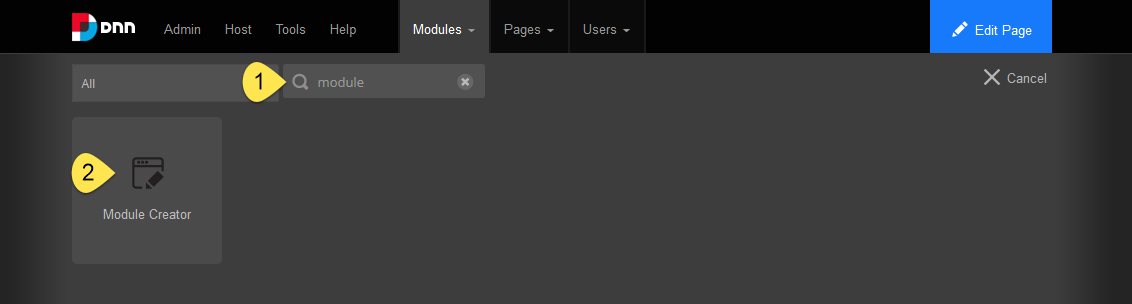 DNN Admin Host Tools Help Modules Pages Users Edit Page
All 1 module Cancel
2
Module Creator